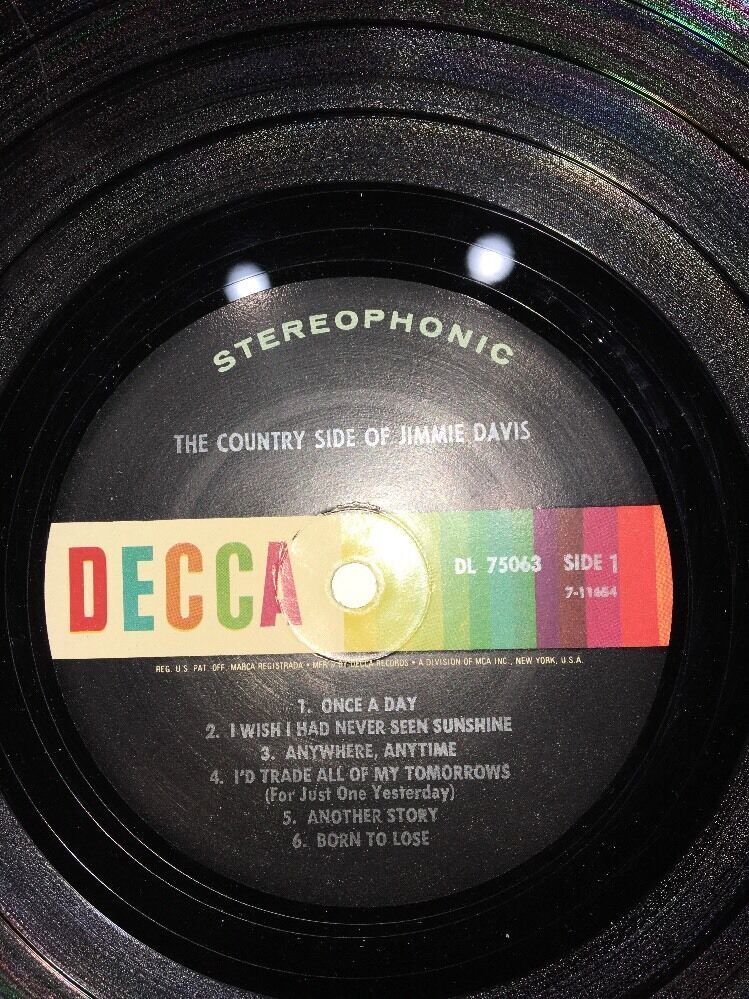 STEREOPHONIC
THE COUNTRY SIDE OF JIMMIE DAVIS
DECCA
DL 75063 SIDE 1
7-11684
REG. U.S. PAT. OFF. MARCA REGISTRADA • MFR'D BY DECCA RECORDS • A DIVISION OF MCA INC., NEW YORK, U.S.A.
1. ONCE A DAY
2. I WISH I HAD NEVER SEEN SUNSHINE
3. ANYWHERE, ANYTIME
4. I'D TRADE ALL OF MY TOMORROWS
(For Just One Yesterday)
5. ANOTHER STORY
6. BORN TO LOSE